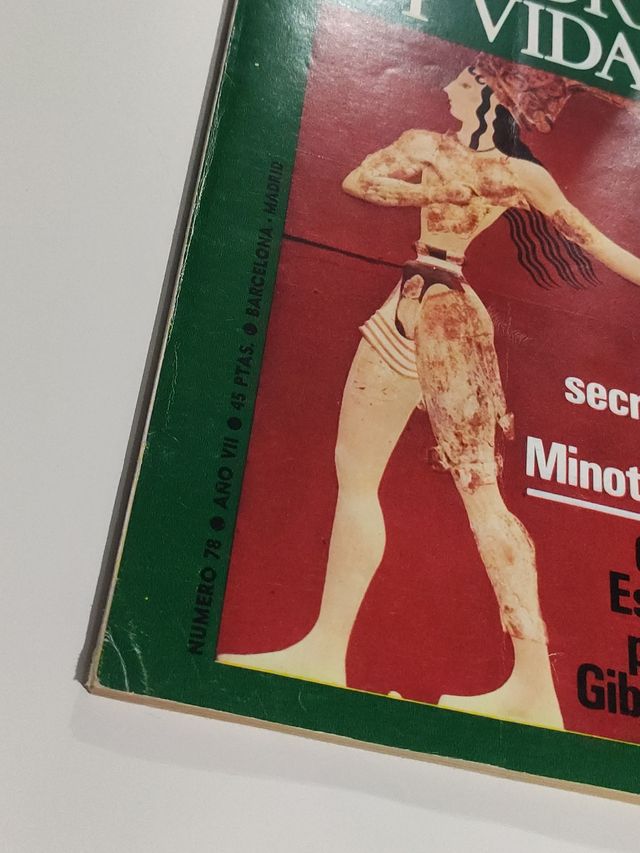 Y VIDA
NUMERO 78 ● AÑO VII ● 45 PTAS. ● BARCELONA - MADRID
secr
Minot
Es
p
Gib